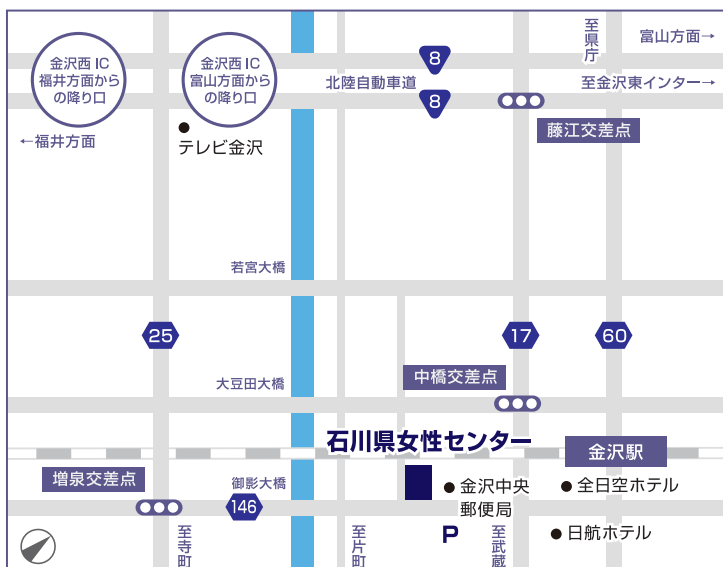 至県庁
富山方面→
金沢西 IC
福井方面から
の降り口
金沢西 IC
富山方面から
の降り口
8
北陸自動車道
8
至金沢東インター→
藤江交差点
←福井方面
テレビ金沢
若宮大橋
25
17
60
中橋交差点
大豆田大橋
石川県女性センター
金沢駅
増泉交差点
御影大橋
146
金沢中央
郵便局
全日空ホテル
P
日航ホテル
至寺町
至片町
至武蔵